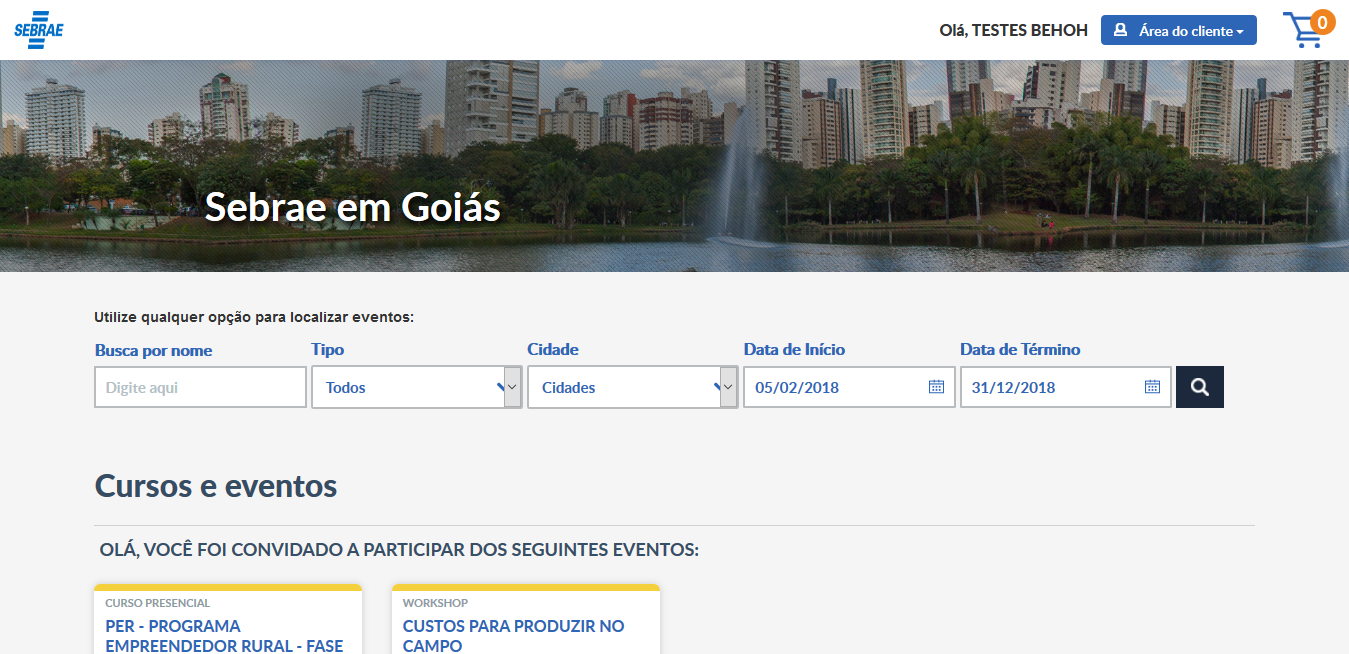 SEBRAE
Olá, TESTES BEHOH
Área do cliente
0
Sebrae em Goiás
Utilize qualquer opção para localizar eventos:
Busca por nome
Tipo
Cidade
Data de Início
Data de Término
Digite aqui
Todos
Cidades
05/02/2018
31/12/2018
Cursos e eventos
OLÁ, VOCÊ FOI CONVIDADO A PARTICIPAR DOS SEGUINTES EVENTOS:
CURSO PRESENCIAL
PER - PROGRAMA
EMPREENDEDOR RURAL - FASE
WORKSHOP
CUSTOS PARA PRODUZIR NO
CAMPO